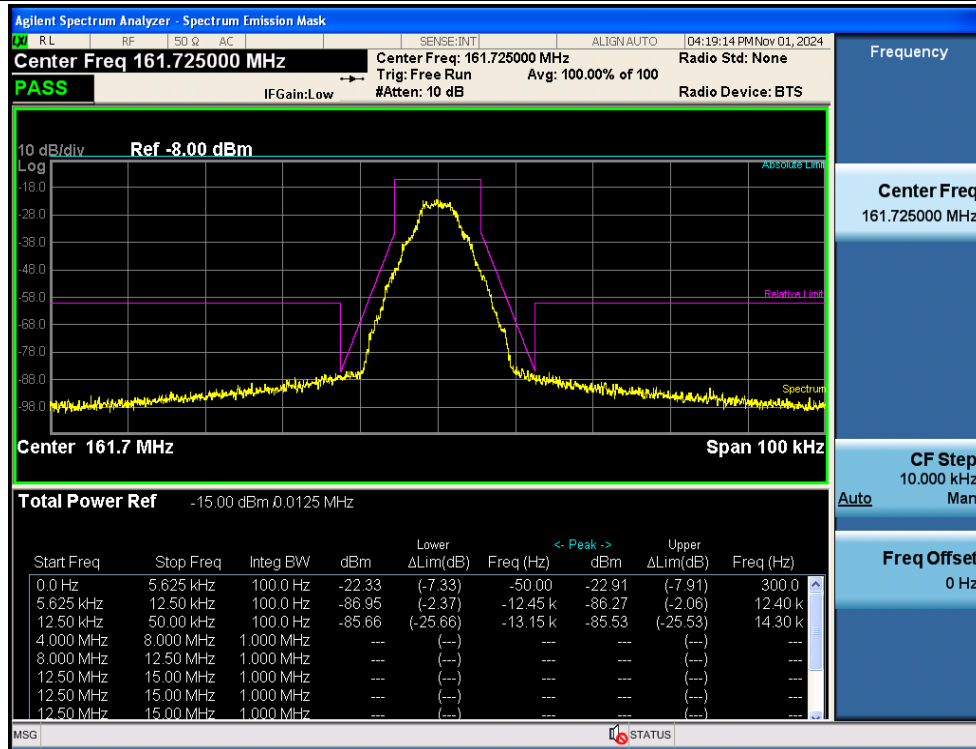 Agilent Spectrum Analyzer - Spectrum Emission Mask
LXI RL RF 50 Ω AC SENSE:INT ALIGN AUTO 04:19:14 PM Nov 01, 2024
Center Freq 161.725000 MHz Center Freq: 161.725000 MHz Radio Std: None
Trig: Free Run Avg: 100.00% of 100
PASS IFGain:Low #Atten: 10 dB Radio Device: BTS
10 dB/div Ref -8.00 dBm
Log
Absolute Limit
-18.0
-28.0
-38.0
-48.0
-58.0
Relative Limit
-68.0
-78.0
-88.0
Spectrum
-98.0
Center 161.7 MHz Span 100 kHz
Total Power Ref -15.00 dBm/0.0125 MHz
Lower <- Peak -> Upper
Start Freq Stop Freq Integ BW dBm ΔLim(dB) Freq (Hz) dBm ΔLim(dB) Freq (Hz)
0.0 Hz 5.625 kHz 100.0 Hz -22.33 (-7.33) -50.00 -22.91 (-7.91) 300.0
5.625 kHz 12.50 kHz 100.0 Hz -86.95 (-2.37) -12.45 k -86.27 (-2.06) 12.40 k
12.50 kHz 50.00 kHz 100.0 Hz -85.66 (-25.66) -13.15 k -85.53 (-25.53) 14.30 k
4.000 MHz 8.000 MHz 1.000 MHz --- (---) --- --- (---) ---
8.000 MHz 12.50 MHz 1.000 MHz --- (---) --- --- (---) ---
12.50 MHz 15.00 MHz 1.000 MHz --- (---) --- --- (---) ---
12.50 MHz 15.00 MHz 1.000 MHz --- (---) --- --- (---) ---
12.50 MHz 15.00 MHz 1.000 MHz --- (---) --- --- (---) ---
MSG STATUS
Frequency
Center Freq
161.725000 MHz
CF Step
10.000 kHz
Auto Man
Freq Offset
0 Hz